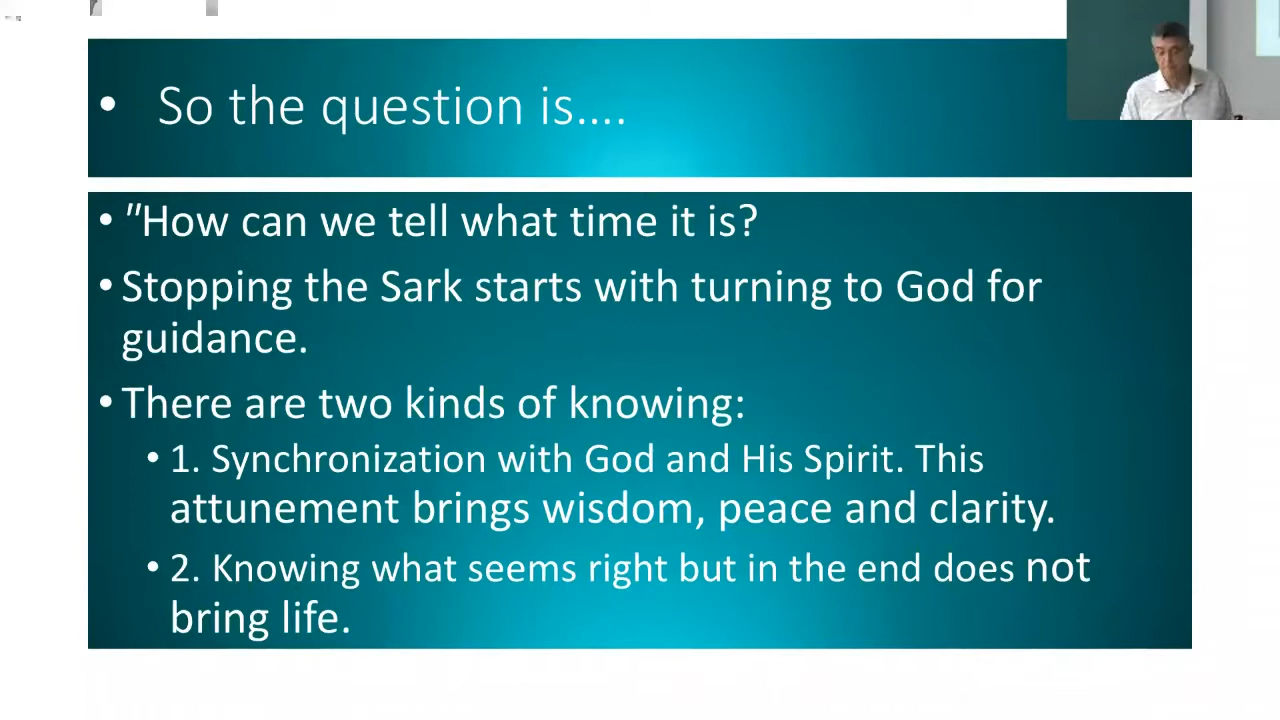 • So the question is....
• "How can we tell what time it is?
• Stopping the Sark starts with turning to God for
guidance.
• There are two kinds of knowing:
• 1. Synchronization with God and His Spirit. This
attunement brings wisdom, peace and clarity.
• 2. Knowing what seems right but in the end does not
bring life.